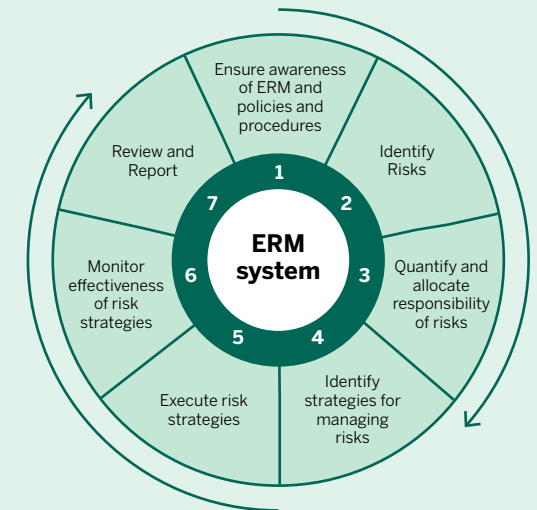 ERM
system
1
Ensure awareness
of ERM and
policies and
procedures
2
Identify
Risks
3
Quantify and
allocate
responsibility
of risks
4
Identify
strategies for
managing
risks
5
Execute risk
strategies
6
Monitor
effectiveness
of risk
strategies
7
Review and
Report